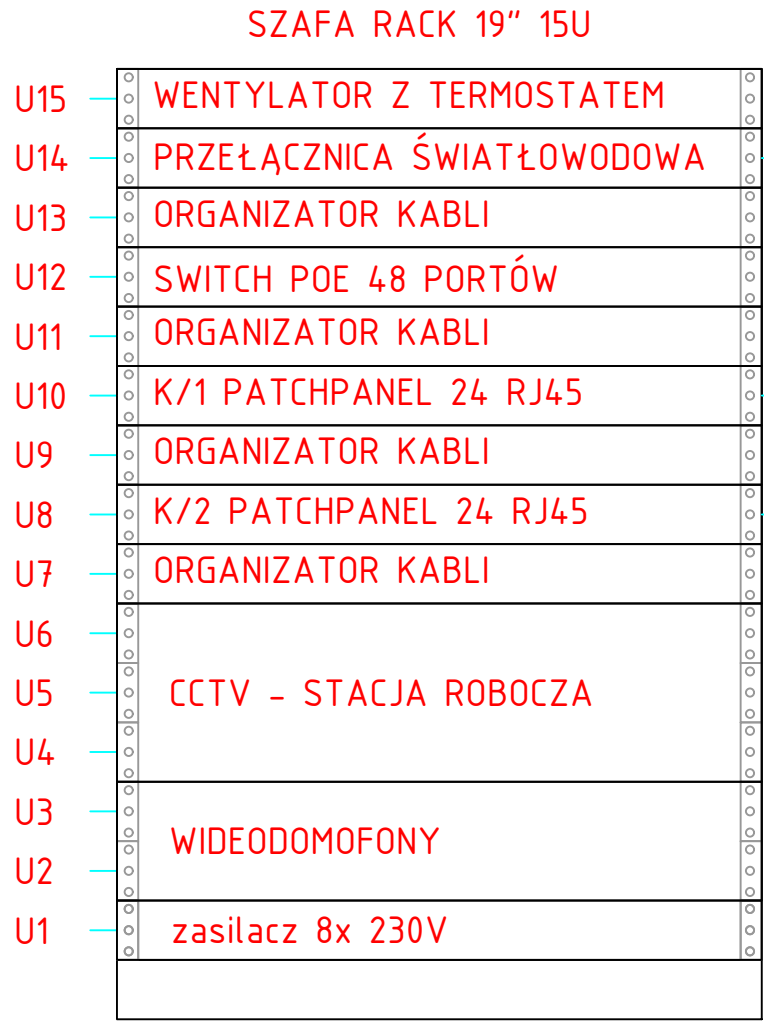 SZAFA RACK 19" 15U
U15 WENTYLATOR Z TERMOSTATEM
U14 PRZEŁĄCZNICA ŚWIATŁOWODOWA
U13 ORGANIZATOR KABLI
U12 SWITCH POE 48 PORTÓW
U11 ORGANIZATOR KABLI
U10 K/1 PATCHPANEL 24 RJ45
U9 ORGANIZATOR KABLI
U8 K/2 PATCHPANEL 24 RJ45
U7 ORGANIZATOR KABLI
U6
U5 CCTV - STACJA ROBOCZA
U4
U3
WIDEODOMOFONY
U2
U1 zasilacz 8x 230V